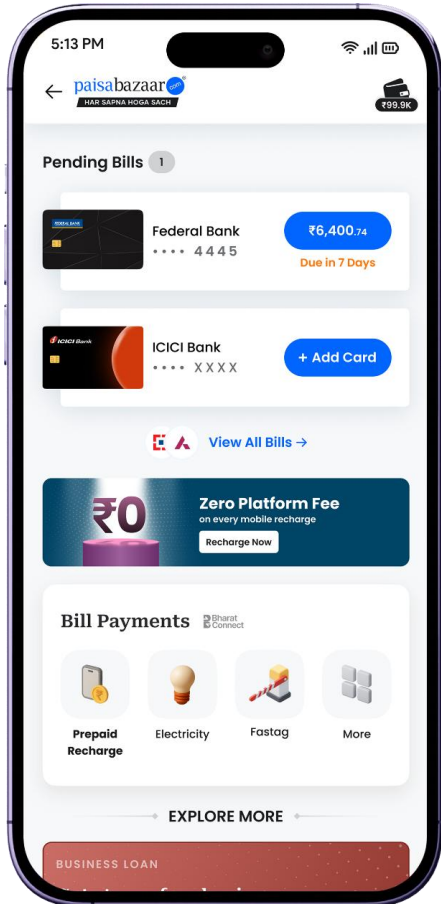 5:13 PM
paisabazaar.com
HAR SAPNA HOGA SACH
₹99.9K
Pending Bills 1
FEDERAL BANK
Federal Bank
•••• 4445
₹6,400.74
Due in 7 Days
ICICI Bank
ICICI Bank
•••• XXXX
+ Add Card
View All Bills →
₹0
Zero Platform Fee
on every mobile recharge
Recharge Now
Bill Payments
Bharat
Connect
Prepaid
Recharge
Electricity
Fastag
More
EXPLORE MORE
BUSINESS LOAN